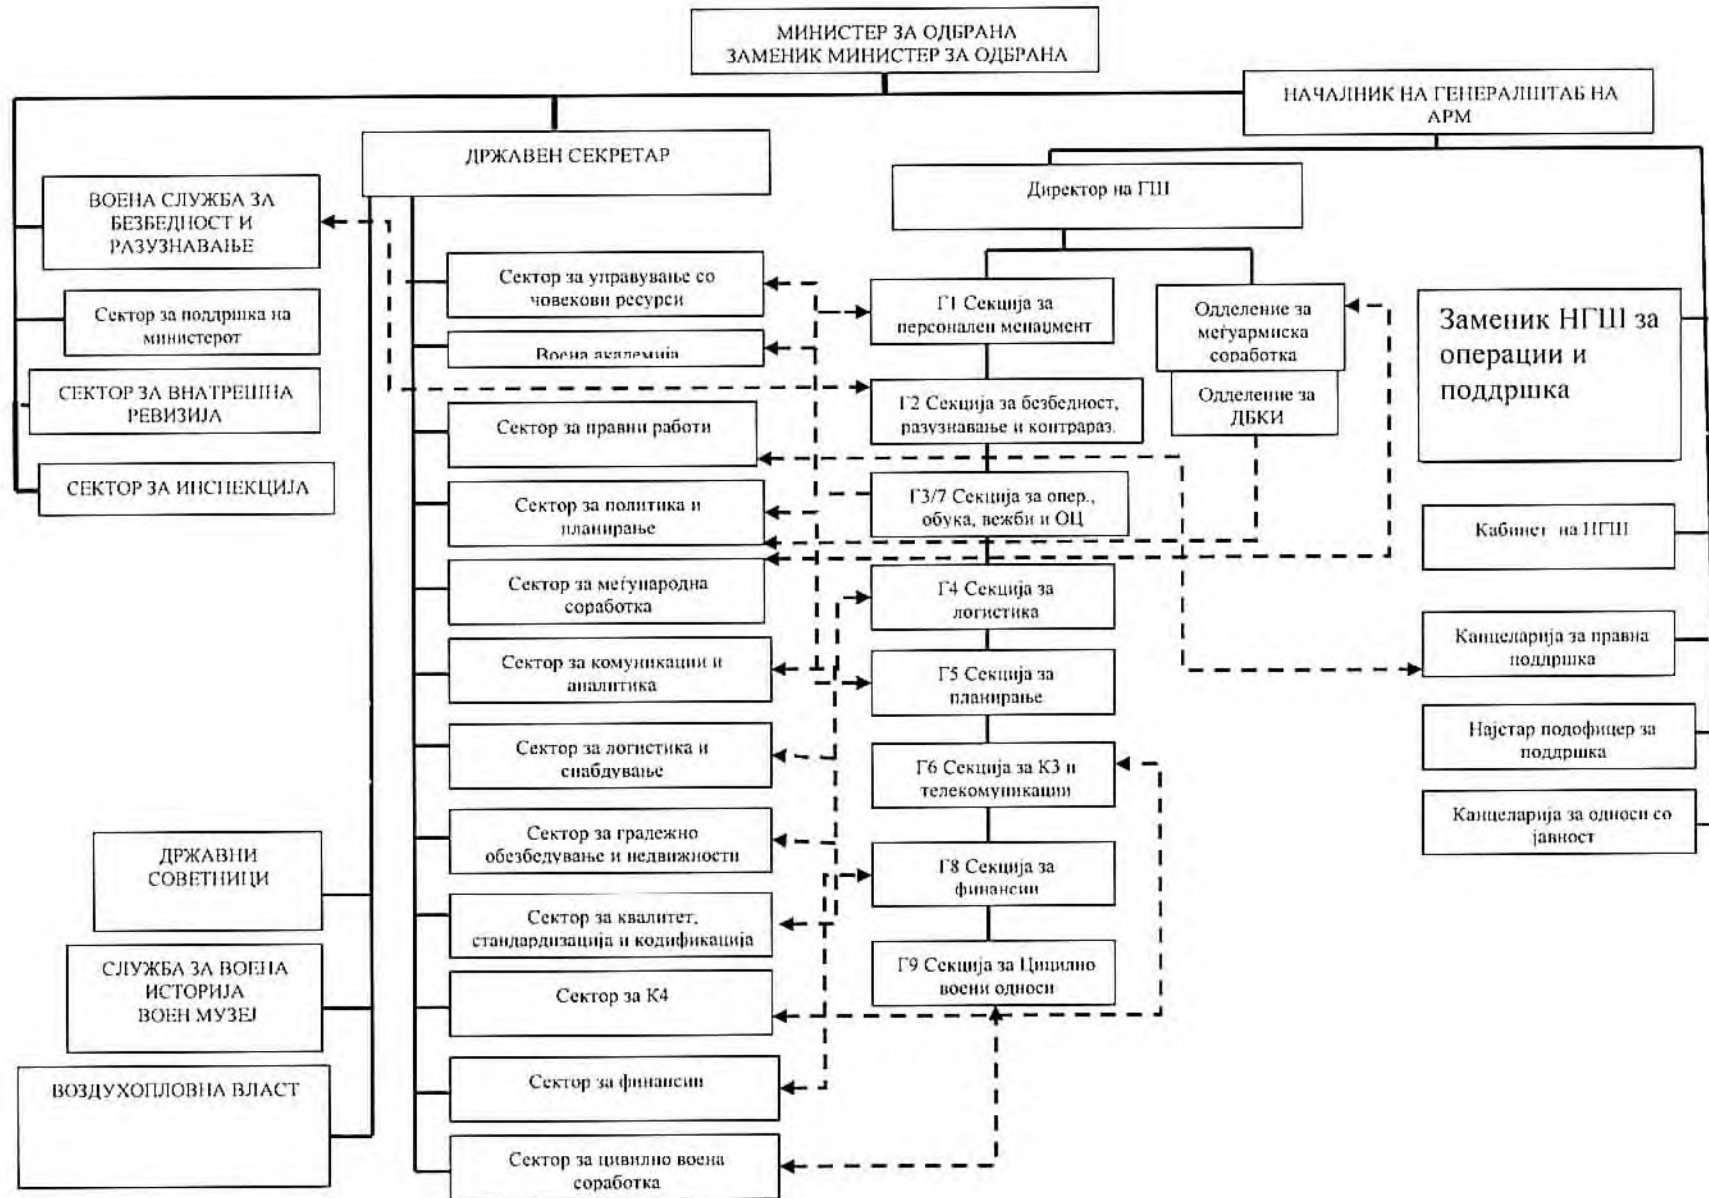 МИНИСТЕР ЗА ОДБРАНА
ЗАМЕНИК МИНИСТЕР ЗА ОДБРАНА
НАЧАЛНИК НА ГЕНЕРАЛШТАБ НА
АРМ
ДРЖАВЕН СЕКРЕТАР
Директор на ГШ
ВОЕНА СЛУЖБА ЗА
БЕЗБЕДНОСТ И
РАЗУЗНАВАЊЕ
Сектор за поддршка на
министерот
СЕКТОР ЗА ВНАТРЕШНА
РЕВИЗИЈА
СЕКТОР ЗА ИНСПЕКЦИЈА
ДРЖАВНИ
СОВЕТНИЦИ
СЛУЖБА ЗА ВОЕНА
ИСТОРИЈА
ВОЕН МУЗЕЈ
ВОЗДУХОПЛОВНА ВЛАСТ
Сектор за управување со
човекови ресурси
Воена академија
Сектор за правни работи
Сектор за политика и
планирање
Сектор за меѓународна
соработка
Сектор за комуникации и
аналитика
Сектор за логистика и
снабдување
Сектор за градежно
обезбедување и недвижности
Сектор за квалитет,
стандардизација и кодификација
Сектор за К4
Сектор за финансии
Сектор за цивилно воена
соработка
Г1 Секција за
персонален менаџмент
Г2 Секција за безбедност,
разузнавање и контрараз.
Г3/7 Секција за опер.,
обука, вежби и ОЦ
Г4 Секција за
логистика
Г5 Секција за
планирање
Г6 Секција за К3 и
телекомуникации
Г8 Секција за
финансии
Г9 Секција за Цицилно
воени односи
Одделение за
меѓуармиска
соработка
Одделение за
ДБКИ
Заменик НГШ за
операции и
поддршка
Кабинет на НГШ
Канцеларија за правна
поддршка
Најстар подофицер за
поддршка
Канцеларија за односи со
јавност